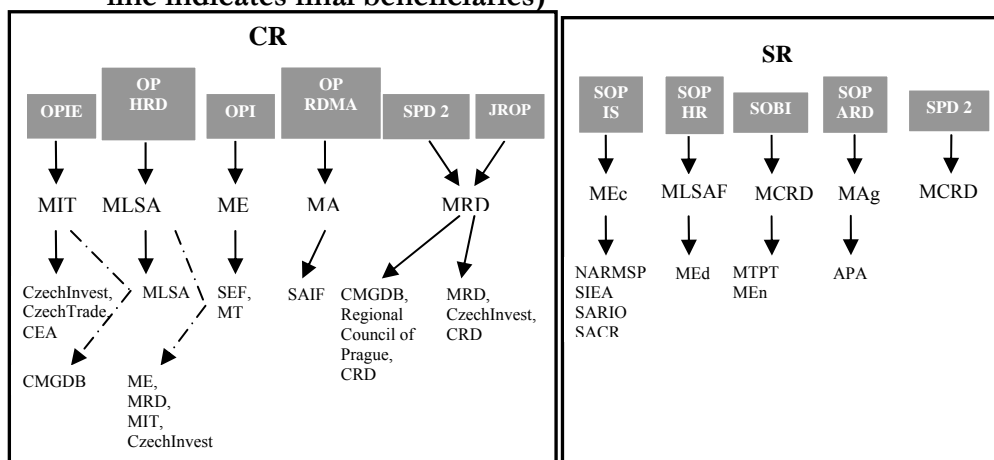 line indicates final beneficiaries)
CR
OPIE
OP
HRD
OPI
OP
RDMA
SPD 2
JROP
MIT
MLSA
ME
MA
MRD
CzechInvest,
CzechTrade,
CEA
MLSA
SEF,
MT
SAIF
CMGDB,
Regional
Council of
Prague,
CRD
MRD,
CzechInvest,
CRD
CMGDB
ME,
MRD,
MIT,
CzechInvest
SR
SOP
IS
SOP
HR
SOBI
SOP
ARD
SPD 2
MEc
MLSAF
MCRD
MAg
MCRD
NARMSP
SIEA
SARIO
SACR
MEd
MTPT
MEn
APA